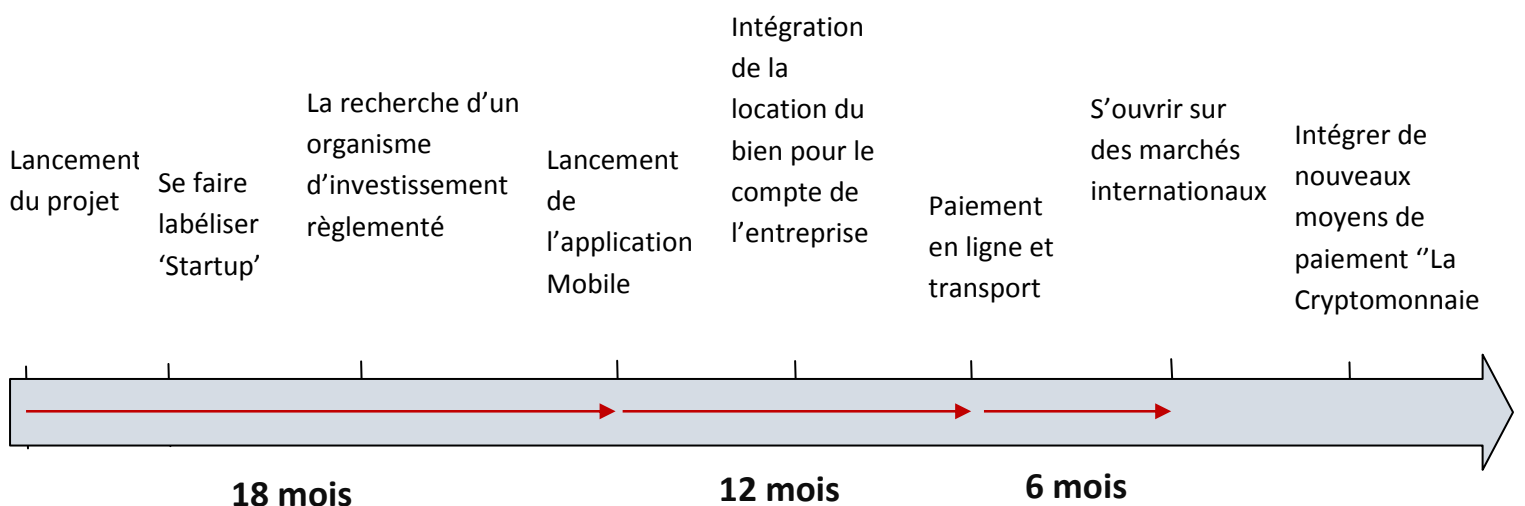 Lancement
du projet
Se faire
labéliser
‘Startup’
La recherche d’un
organisme
d’investissement
règlementé
Lancement
de
l’application
Mobile
Intégration
de la
location du
bien pour le
compte de
l’entreprise
Paiement
en ligne et
transport
S’ouvrir sur
des marchés
internationaux
Intégrer de
nouveaux
moyens de
paiement ‘’La
Cryptomonnaie
18 mois
12 mois
6 mois